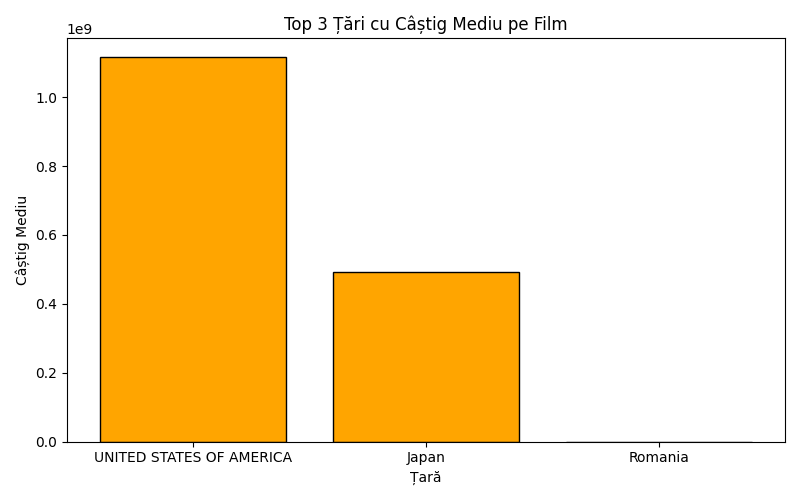 Top 3 Țări cu Câștig Mediu pe Film
1e9
1.0
0.8
0.6
0.4
0.2
0.0
Câștig Mediu
UNITED STATES OF AMERICA
Japan
Romania
Țară